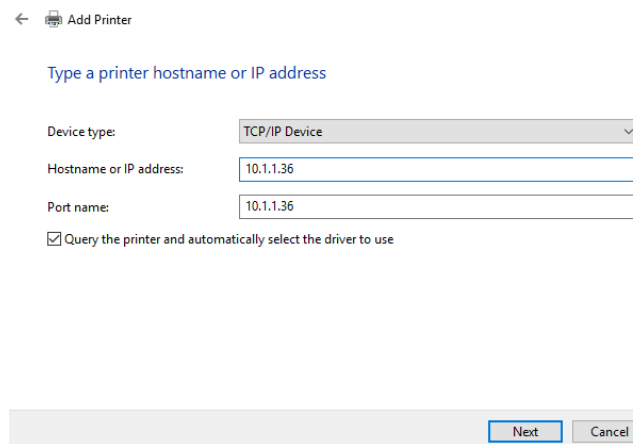 Add Printer
Type a printer hostname or IP address
Device type: TCP/IP Device
Hostname or IP address: 10.1.1.36
Port name: 10.1.1.36
Query the printer and automatically select the driver to use
Next Cancel